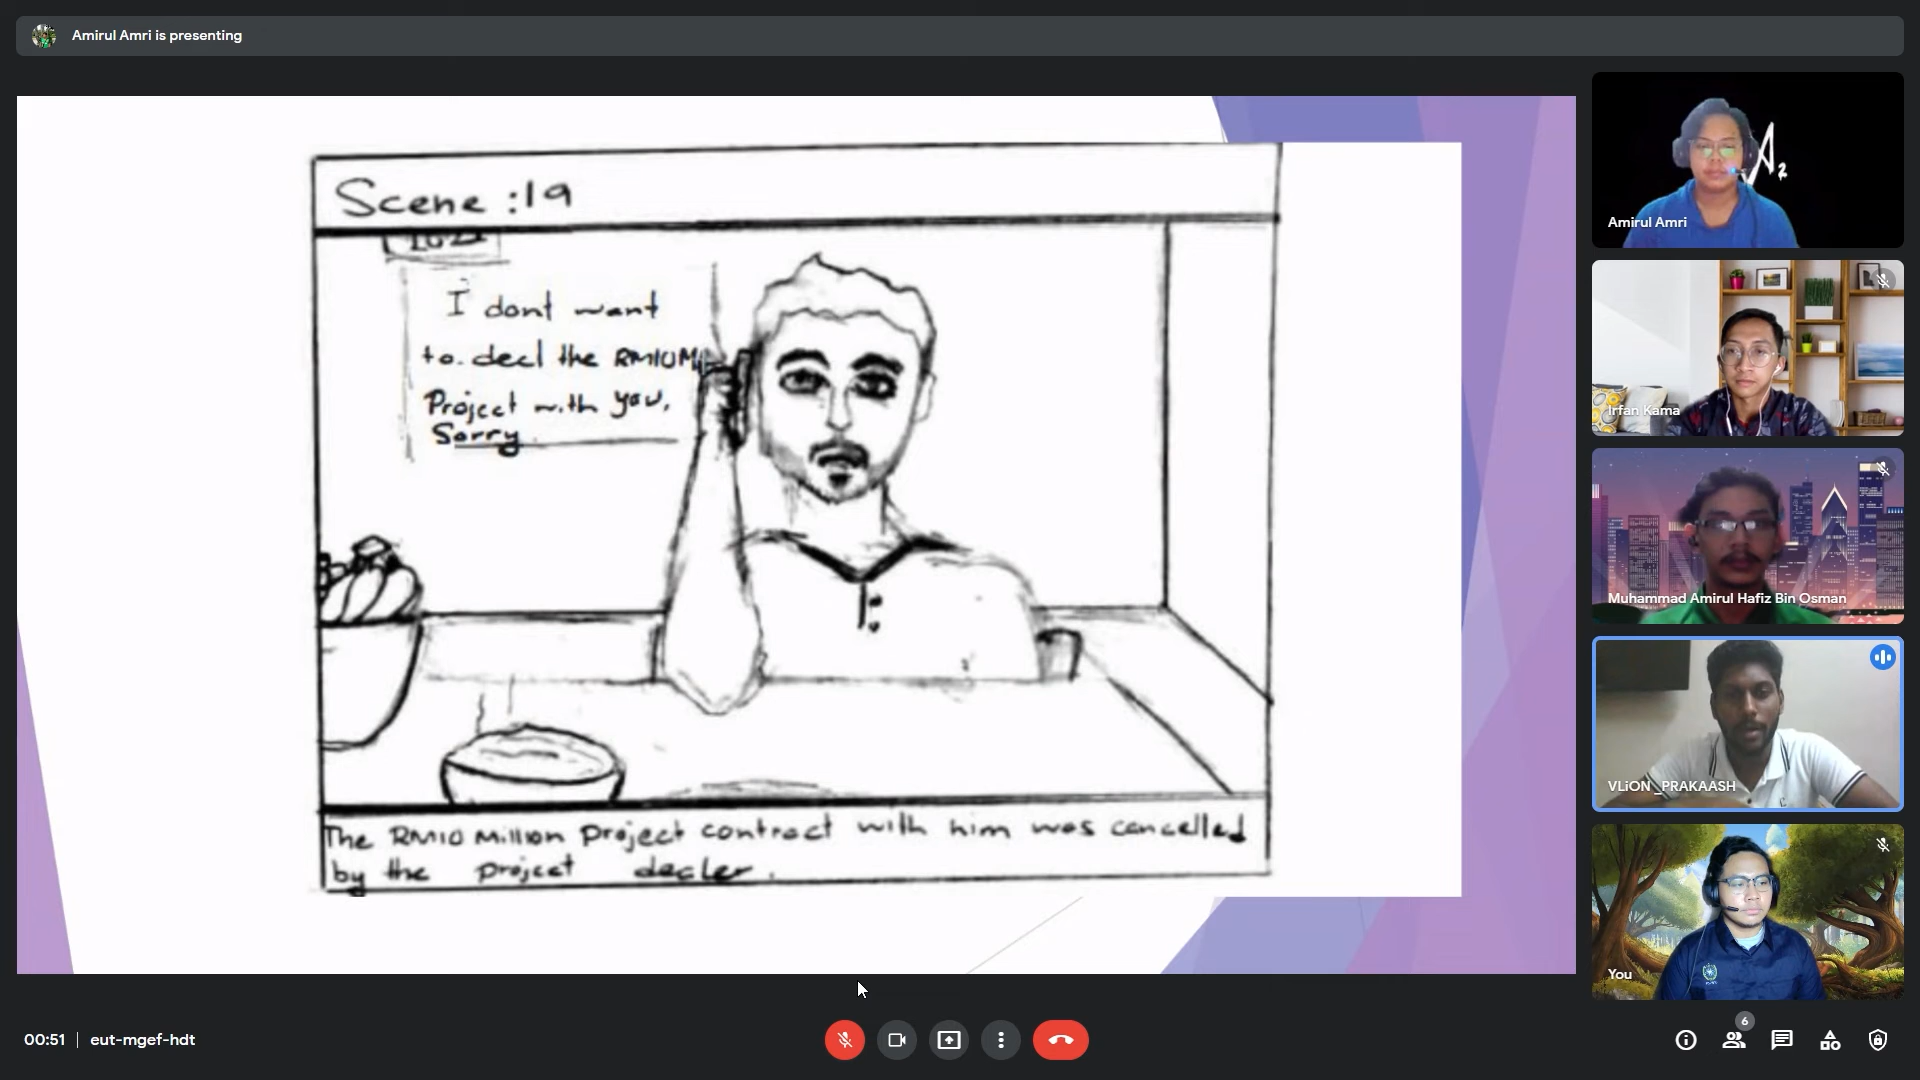 Amirul Amri is presenting
Scene :19
I dont want
to deal the RM10M
Project with you,
Sorry
The RM10 Million Project contract with him was cancelled
by the project dealer.
A2
Amirul Amri
Irfan Kama
Muhammad Amirul Hafiz Bin Osman
VLiON_PRAKAASH
You
00:51 | eut-mgef-hdt
6